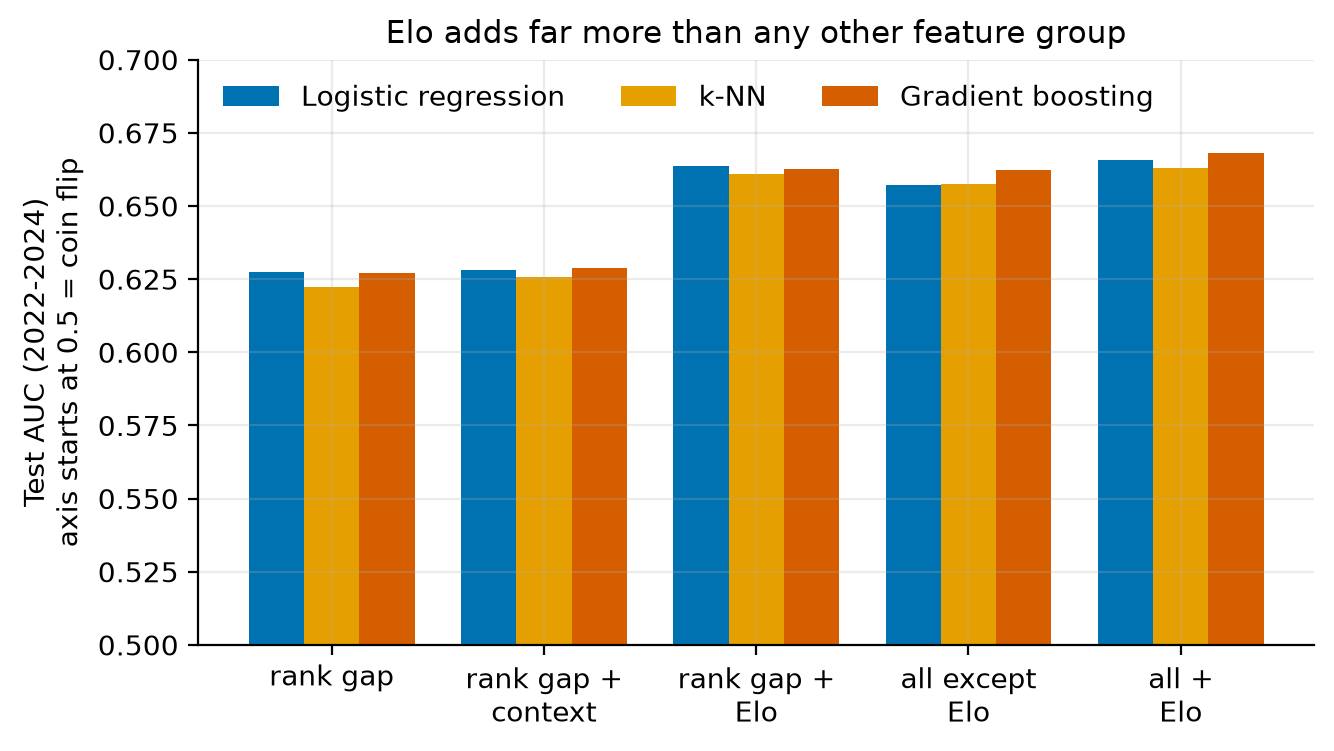 Elo adds far more than any other feature group
Logistic regression k-NN Gradient boosting
Test AUC (2022-2024)
axis starts at 0.5 = coin flip
0.700
0.675
0.650
0.625
0.600
0.575
0.550
0.525
0.500
rank gap
rank gap +
context
rank gap +
Elo
all except
Elo
all +
Elo